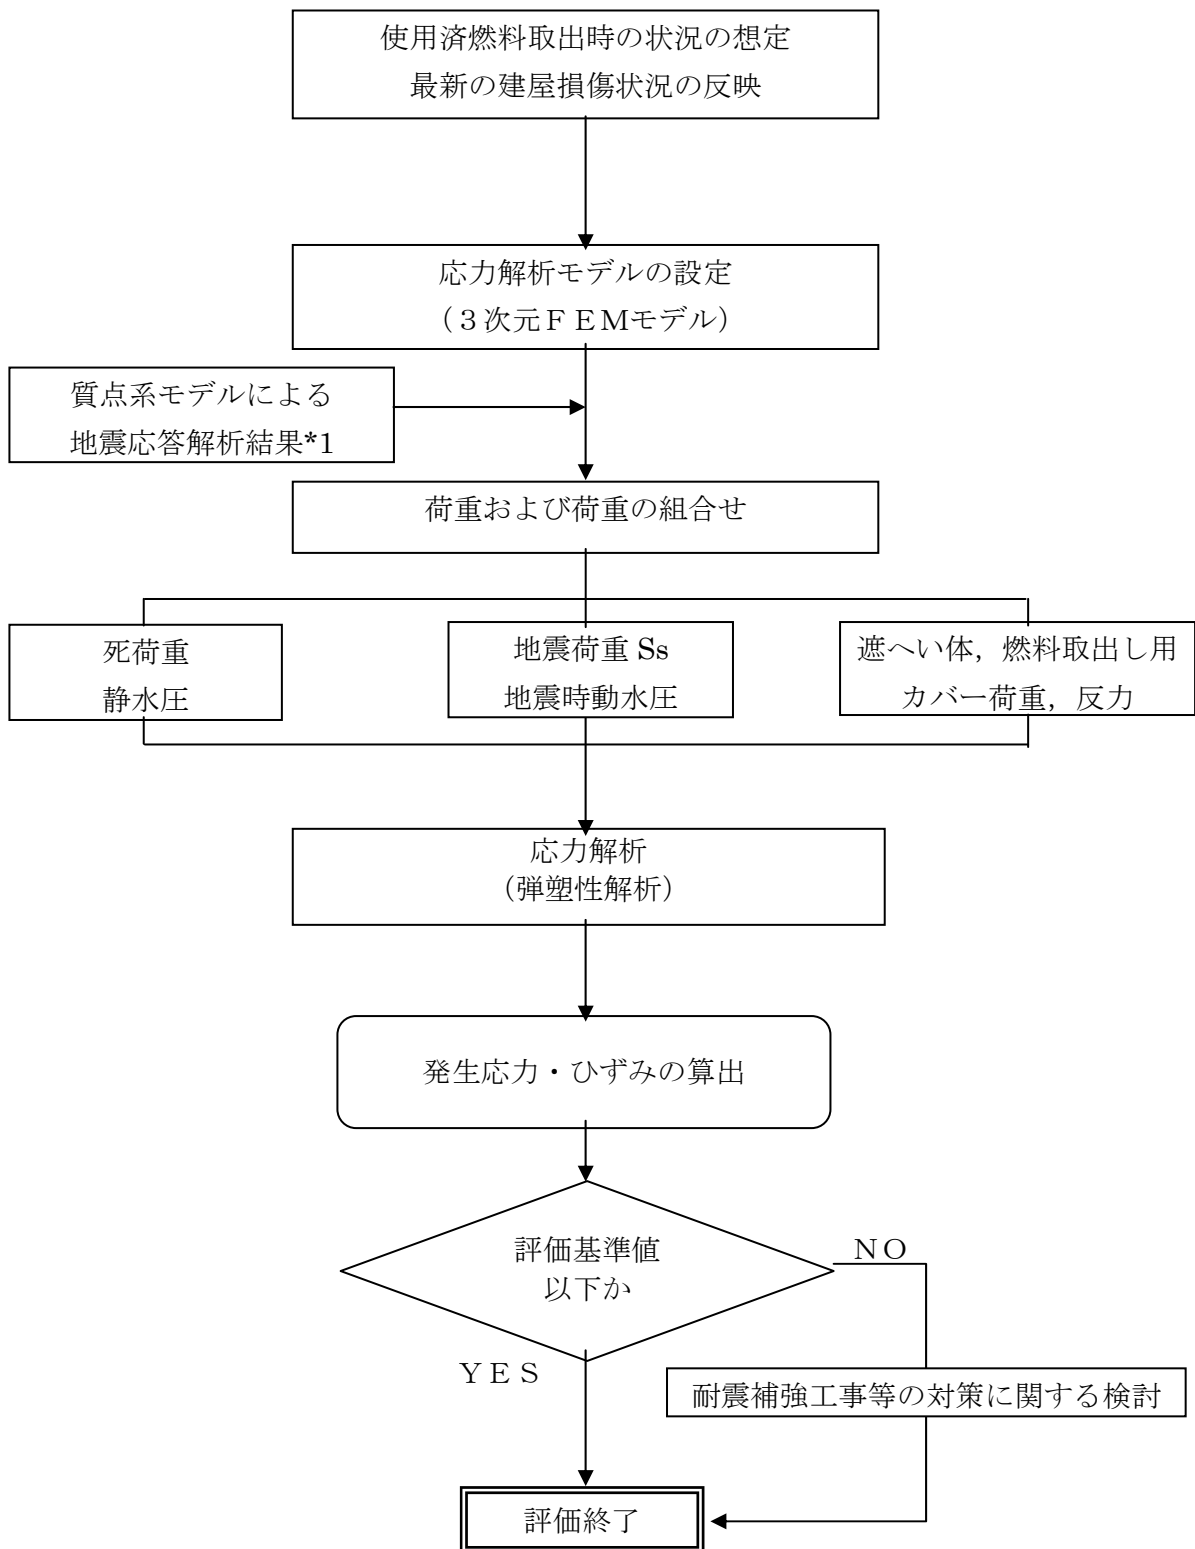 使用済燃料取出時の状況の想定
最新の建屋損傷状況の反映
応力解析モデルの設定
(３次元ＦＥＭモデル)
質点系モデルによる
地震応答解析結果*1
荷重および荷重の組合せ
死荷重
静水圧
地震荷重 Ss
地震時動水圧
遮へい体，燃料取出し用
カバー荷重，反力
応力解析
(弾塑性解析)
発生応力・ひずみの算出
評価基準値
以下か
ＮＯ
ＹＥＳ
耐震補強工事等の対策に関する検討
評価終了